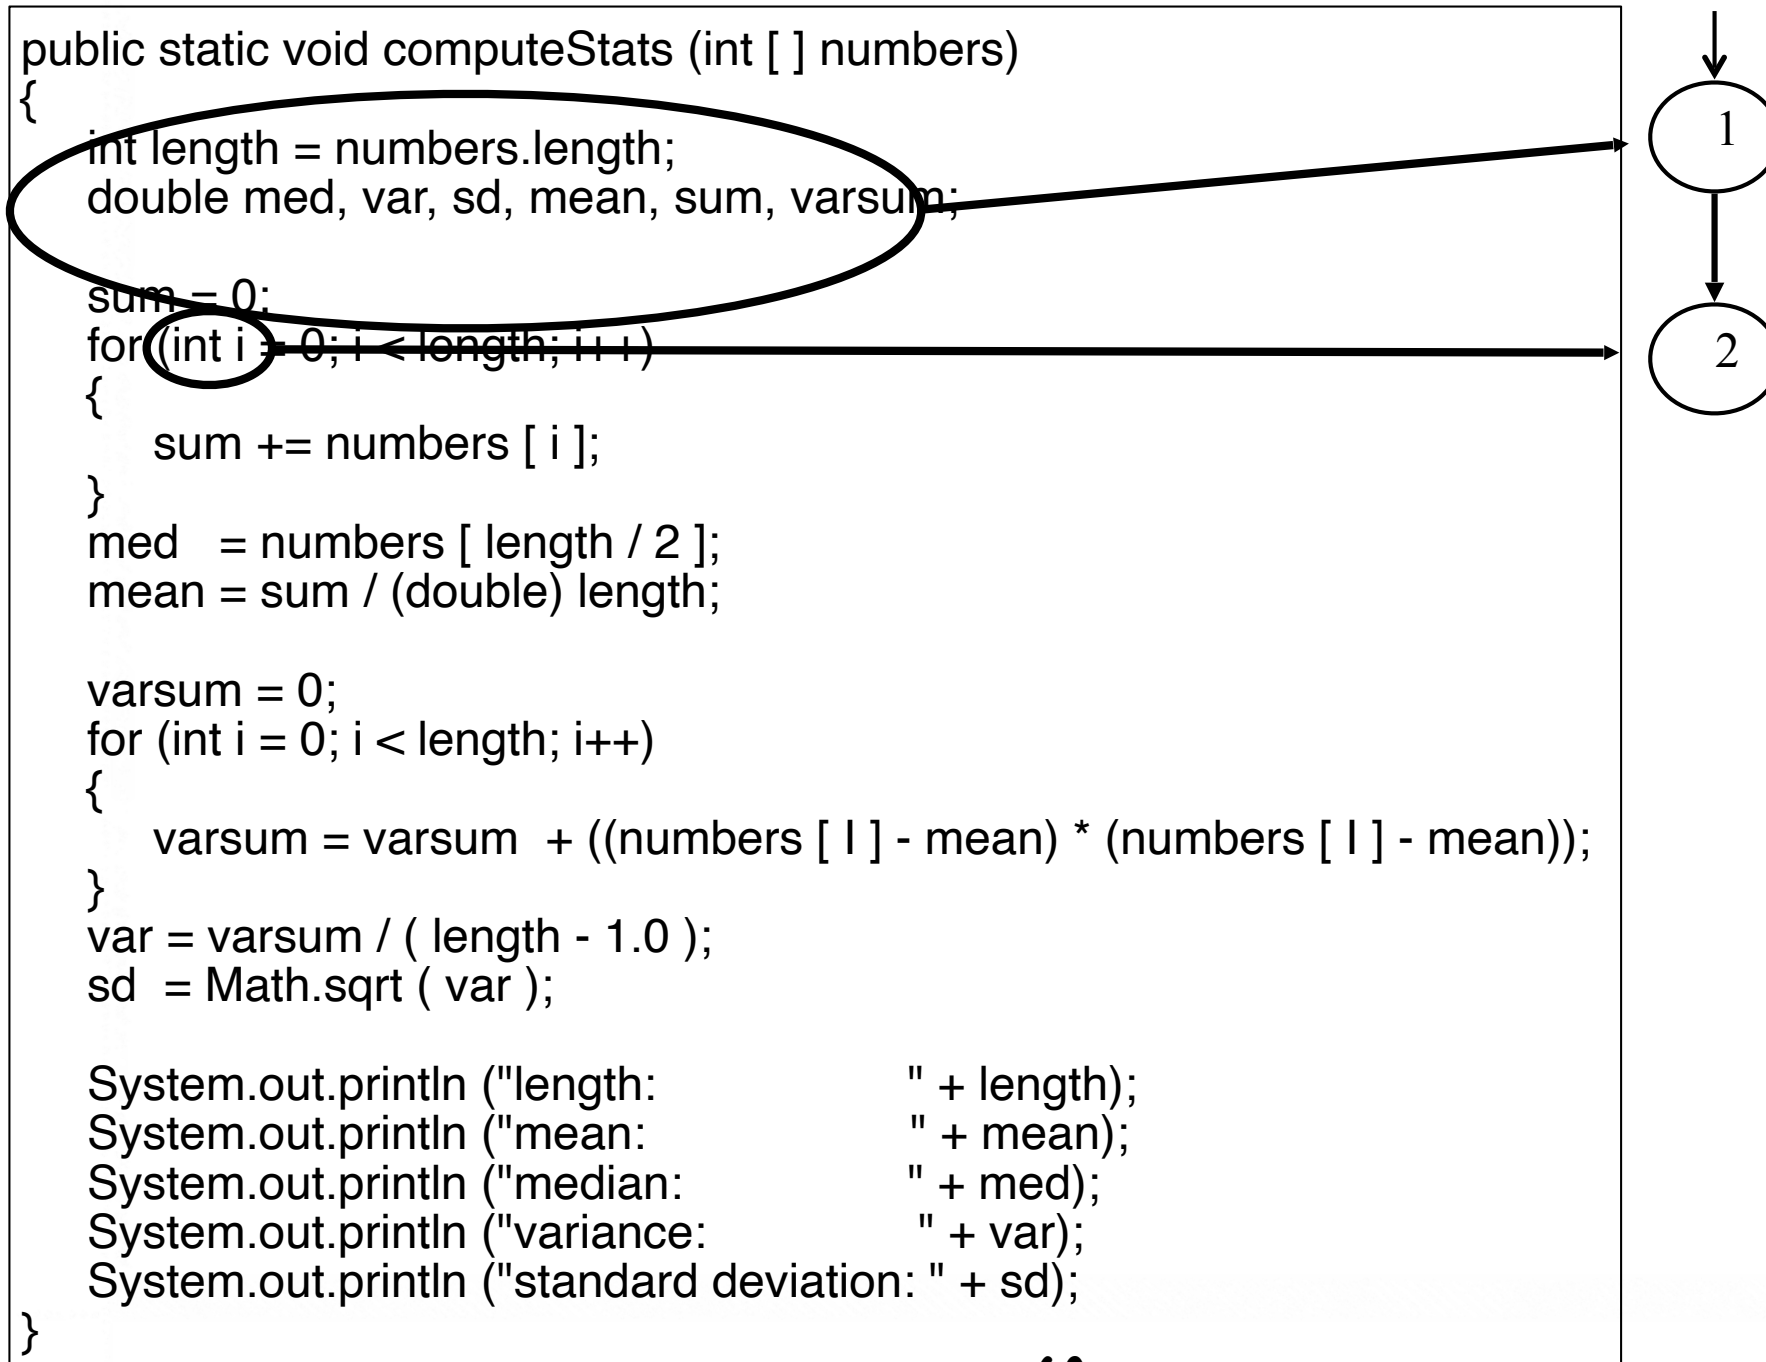 public static void computeStats (int [ ] numbers)
{
int length = numbers.length;
double med, var, sd, mean, sum, varsum;
sum = 0;
for (int i = 0; i < length; i++)
{
sum += numbers [ i ];
}
med = numbers [ length / 2 ];
mean = sum / (double) length;
varsum = 0;
for (int i = 0; i < length; i++)
{
varsum = varsum + ((numbers [ I ] - mean) * (numbers [ I ] - mean));
}
var = varsum / ( length - 1.0 );
sd = Math.sqrt ( var );
System.out.println ("length: " + length);
System.out.println ("mean: " + mean);
System.out.println ("median: " + med);
System.out.println ("variance: " + var);
System.out.println ("standard deviation: " + sd);
}
1
2